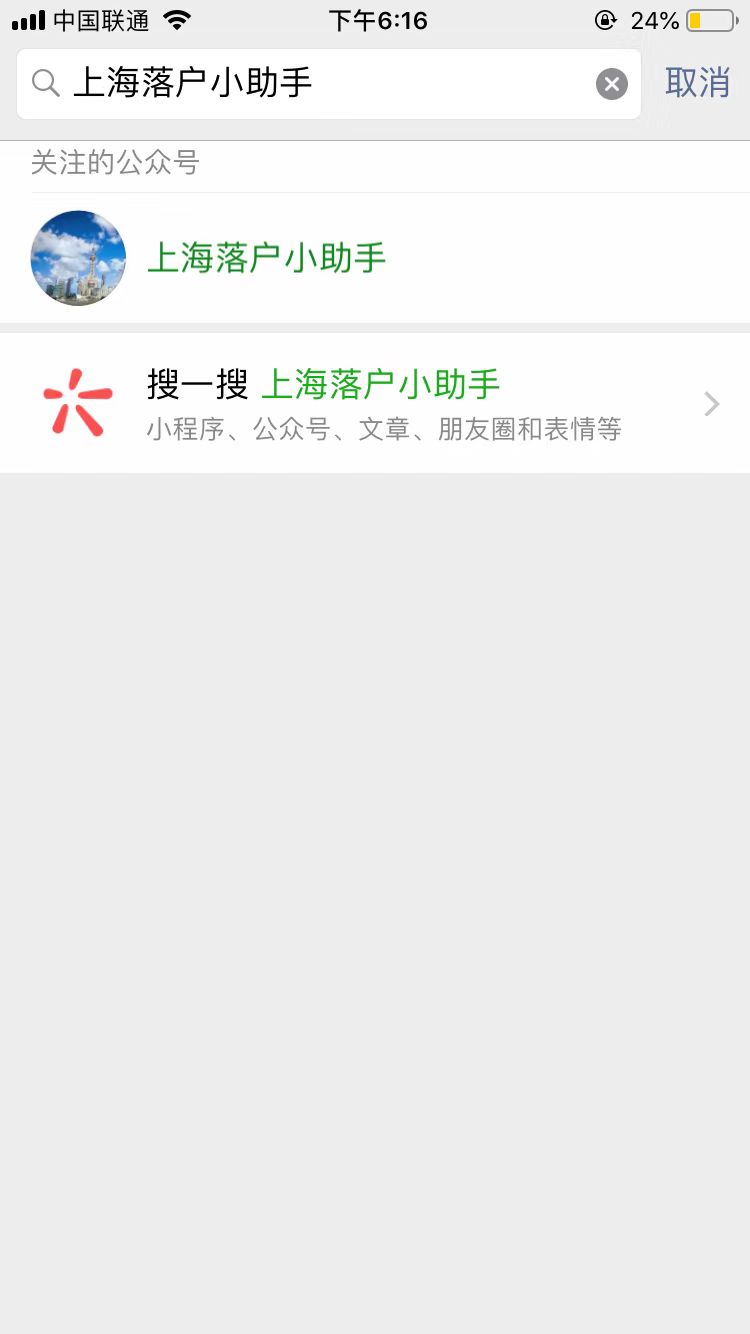 中国联通 下午6:16 24%
上海落户小助手 取消
关注的公众号
上海落户小助手
搜一搜 上海落户小助手
小程序、公众号、文章、朋友圈和表情等